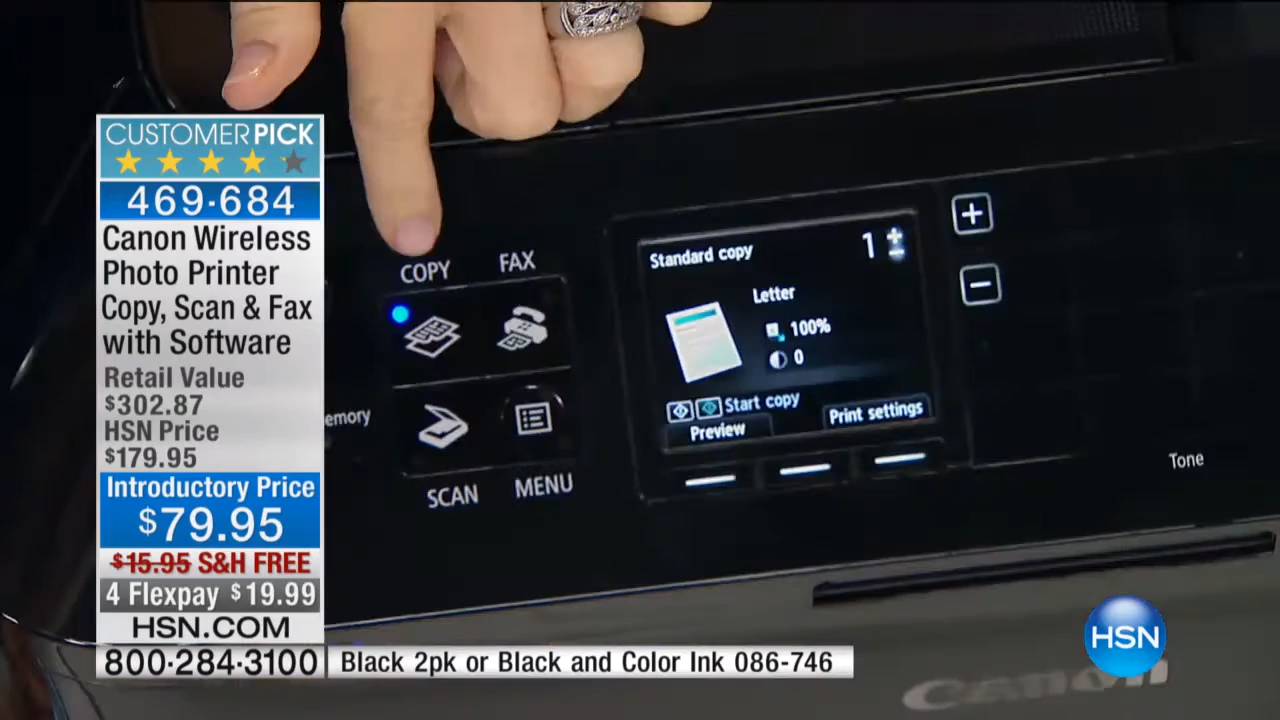 CUSTOMER PICK
469-684
Canon Wireless
Photo Printer
Copy, Scan & Fax
with Software
Retail Value
$302.87
HSN Price
$179.95
Introductory Price
$79.95
$15.95 S&H FREE
4 Flexpay $19.99
HSN.COM
800-284-3100
Black 2pk or Black and Color Ink 086-746
emory
COPY
FAX
SCAN
MENU
Standard copy
1
+
−
Letter
100%
0
Start copy
Preview
Print settings
+
−
Tone
HSN
Canon